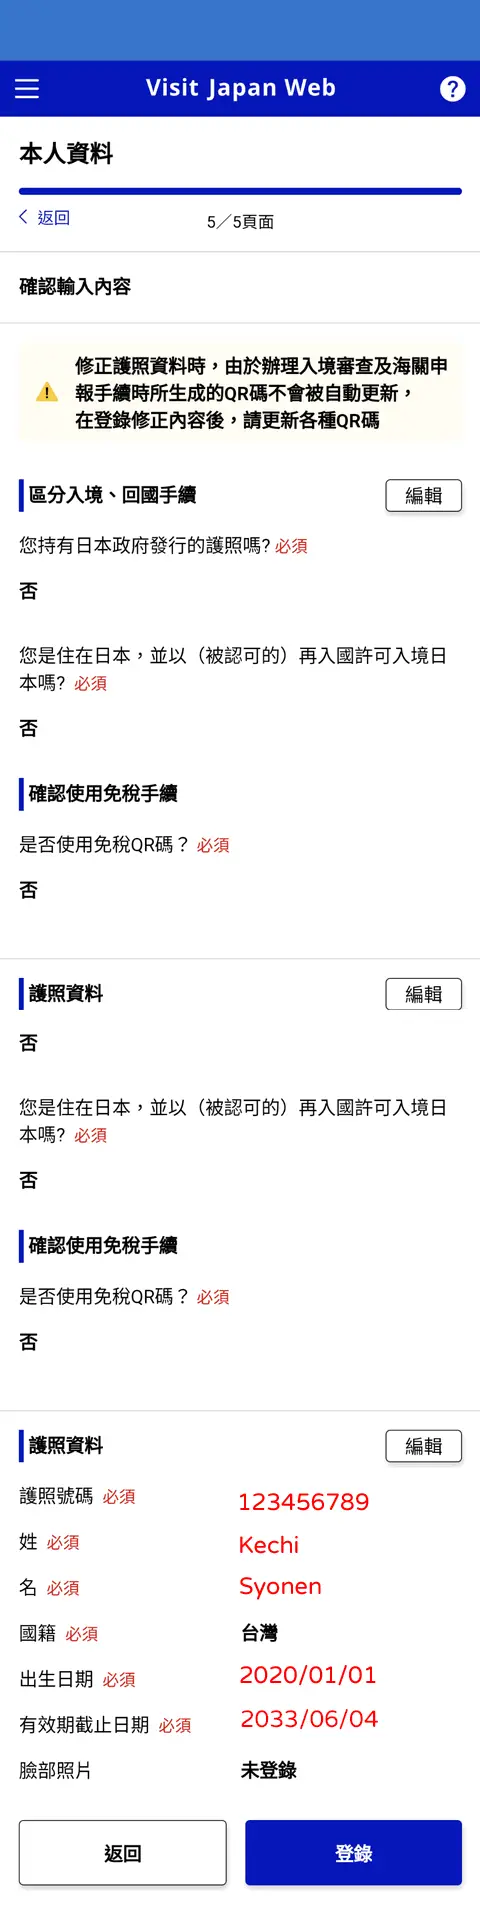 Visit Japan Web
?
本人資料
返回
5／5頁面
確認輸入內容
修正護照資料時，由於辦理入境審查及海關申
報手續時所生成的QR碼不會被自動更新，
在登錄修正內容後，請更新各種QR碼
區分入境、回國手續 編輯
您持有日本政府發行的護照嗎? 必須
否
您是住在日本，並以（被認可的）再入國許可入境日
本嗎? 必須
否
確認使用免稅手續
是否使用免稅QR碼？ 必須
否
護照資料 編輯
否
您是住在日本，並以（被認可的）再入國許可入境日
本嗎? 必須
否
確認使用免稅手續
是否使用免稅QR碼？ 必須
否
護照資料 編輯
護照號碼 必須 123456789
姓 必須 Kechi
名 必須 Syonen
國籍 必須 台灣
出生日期 必須 2020/01/01
有效期截止日期 必須 2033/06/04
臉部照片 未登錄
返回 登錄